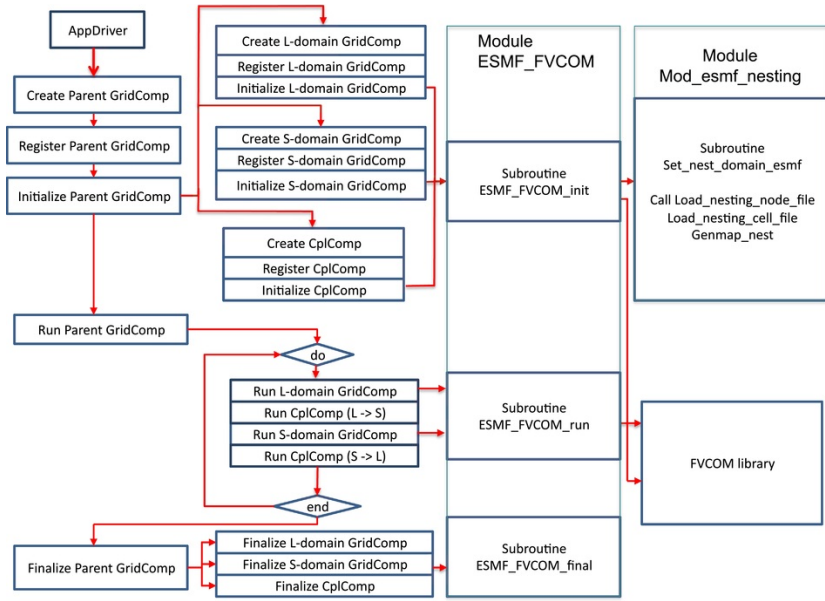 AppDriver
Create Parent GridComp
Register Parent GridComp
Initialize Parent GridComp
Run Parent GridComp
Finalize Parent GridComp
Create L-domain GridComp
Register L-domain GridComp
Initialize L-domain GridComp
Create S-domain GridComp
Register S-domain GridComp
Initialize S-domain GridComp
Create CplComp
Register CplComp
Initialize CplComp
do
Run L-domain GridComp
Run CplComp (L -> S)
Run S-domain GridComp
Run CplComp (S -> L)
end
Finalize L-domain GridComp
Finalize S-domain GridComp
Finalize CplComp
Module
ESMF_FVCOM
Subroutine
ESMF_FVCOM_init
Subroutine
ESMF_FVCOM_run
Subroutine
ESMF_FVCOM_final
Module
Mod_esmf_nesting
Subroutine
Set_nest_domain_esmf
Call Load_nesting_node_file
Load_nesting_cell_file
Genmap_nest
FVCOM library